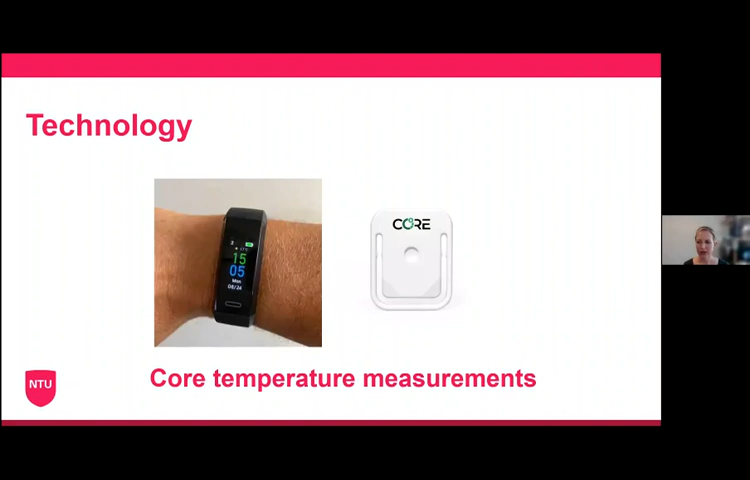 Technology
15
05
Mon
08/24
CORE
NTU
Core temperature measurements